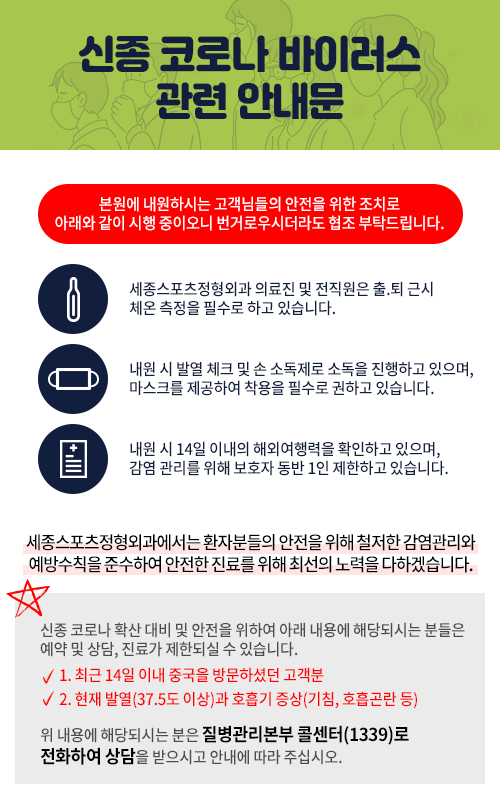 신종 코로나 바이러스
관련 안내문
본원에 내원하시는 고객님들의 안전을 위한 조치로
아래와 같이 시행 중이오니 번거로우시더라도 협조 부탁드립니다.
세종스포츠정형외과 의료진 및 전직원은 출.퇴 근시
체온 측정을 필수로 하고 있습니다.
내원 시 발열 체크 및 손 소독제로 소독을 진행하고 있으며,
마스크를 제공하여 착용을 필수로 권하고 있습니다.
내원 시 14일 이내의 해외여행력을 확인하고 있으며,
감염 관리를 위해 보호자 동반 1인 제한하고 있습니다.
세종스포츠정형외과에서는 환자분들의 안전을 위해 철저한 감염관리와
예방수칙을 준수하여 안전한 진료를 위해 최선의 노력을 다하겠습니다.
신종 코로나 확산 대비 및 안전을 위하여 아래 내용에 해당되시는 분들은
예약 및 상담, 진료가 제한되실 수 있습니다.
1. 최근 14일 이내 중국을 방문하셨던 고객분
2. 현재 발열(37.5도 이상)과 호흡기 증상(기침, 호흡곤란 등)
위 내용에 해당되시는 분은 질병관리본부 콜센터(1339)로
전화하여 상담을 받으시고 안내에 따라 주십시오.